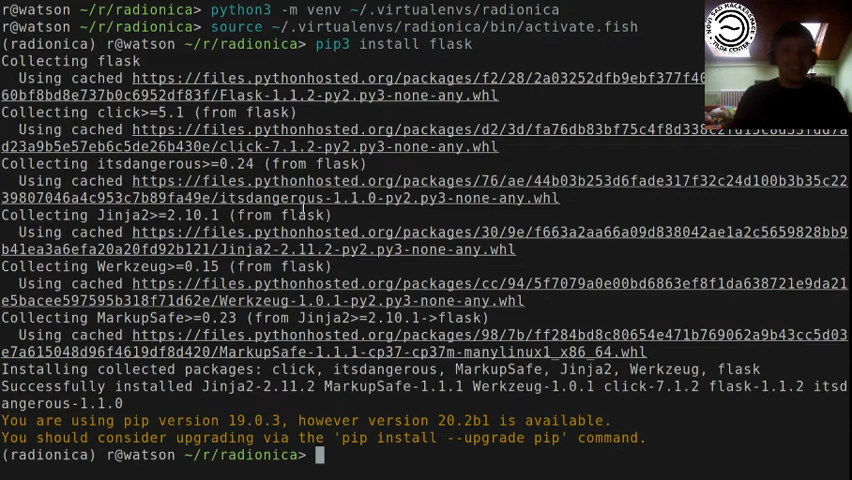 r@watson ~/r/radionica> python3 -m venv ~/.virtualenvs/radionica
r@watson ~/r/radionica> source ~/.virtualenvs/radionica/bin/activate.fish
(radionica) r@watson ~/r/radionica> pip3 install flask
Collecting flask
Using cached https://files.pythonhosted.org/packages/f2/28/2a03252dfb9ebf377f40
60bf8bd8e737b0c6952df83f/Flask-1.1.2-py2.py3-none-any.whl
Collecting click>=5.1 (from flask)
Using cached https://files.pythonhosted.org/packages/d2/3d/fa76db83bf75c4f8d338c2fd15c8d33fdd7a
d23a9b5e57eb6c5de26b430e/click-7.1.2-py2.py3-none-any.whl
Collecting itsdangerous>=0.24 (from flask)
Using cached https://files.pythonhosted.org/packages/76/ae/44b03b253d6fade317f32c24d100b3b35c22
39807046a4c953c7b89fa49e/itsdangerous-1.1.0-py2.py3-none-any.whl
Collecting Jinja2>=2.10.1 (from flask)
Using cached https://files.pythonhosted.org/packages/30/9e/f663a2aa66a09d838042ae1a2c5659828bb9
b41ea3a6efa20a20fd92b121/Jinja2-2.11.2-py2.py3-none-any.whl
Collecting Werkzeug>=0.15 (from flask)
Using cached https://files.pythonhosted.org/packages/cc/94/5f7079a0e00bd6863ef8f1da638721e9da21
e5bacee597595b318f71d62e/Werkzeug-1.0.1-py2.py3-none-any.whl
Collecting MarkupSafe>=0.23 (from Jinja2>=2.10.1->flask)
Using cached https://files.pythonhosted.org/packages/98/7b/ff284bd8c80654e471b769062a9b43cc5d03
e7a615048d96f4619df8d420/MarkupSafe-1.1.1-cp37-cp37m-manylinux1_x86_64.whl
Installing collected packages: click, itsdangerous, MarkupSafe, Jinja2, Werkzeug, flask
Successfully installed Jinja2-2.11.2 MarkupSafe-1.1.1 Werkzeug-1.0.1 click-7.1.2 flask-1.1.2 itsd
angerous-1.1.0
You are using pip version 19.0.3, however version 20.2b1 is available.
You should consider upgrading via the 'pip install --upgrade pip' command.
(radionica) r@watson ~/r/radionica>
NOVI SAD HACKERSPACE
TILDA CENTER